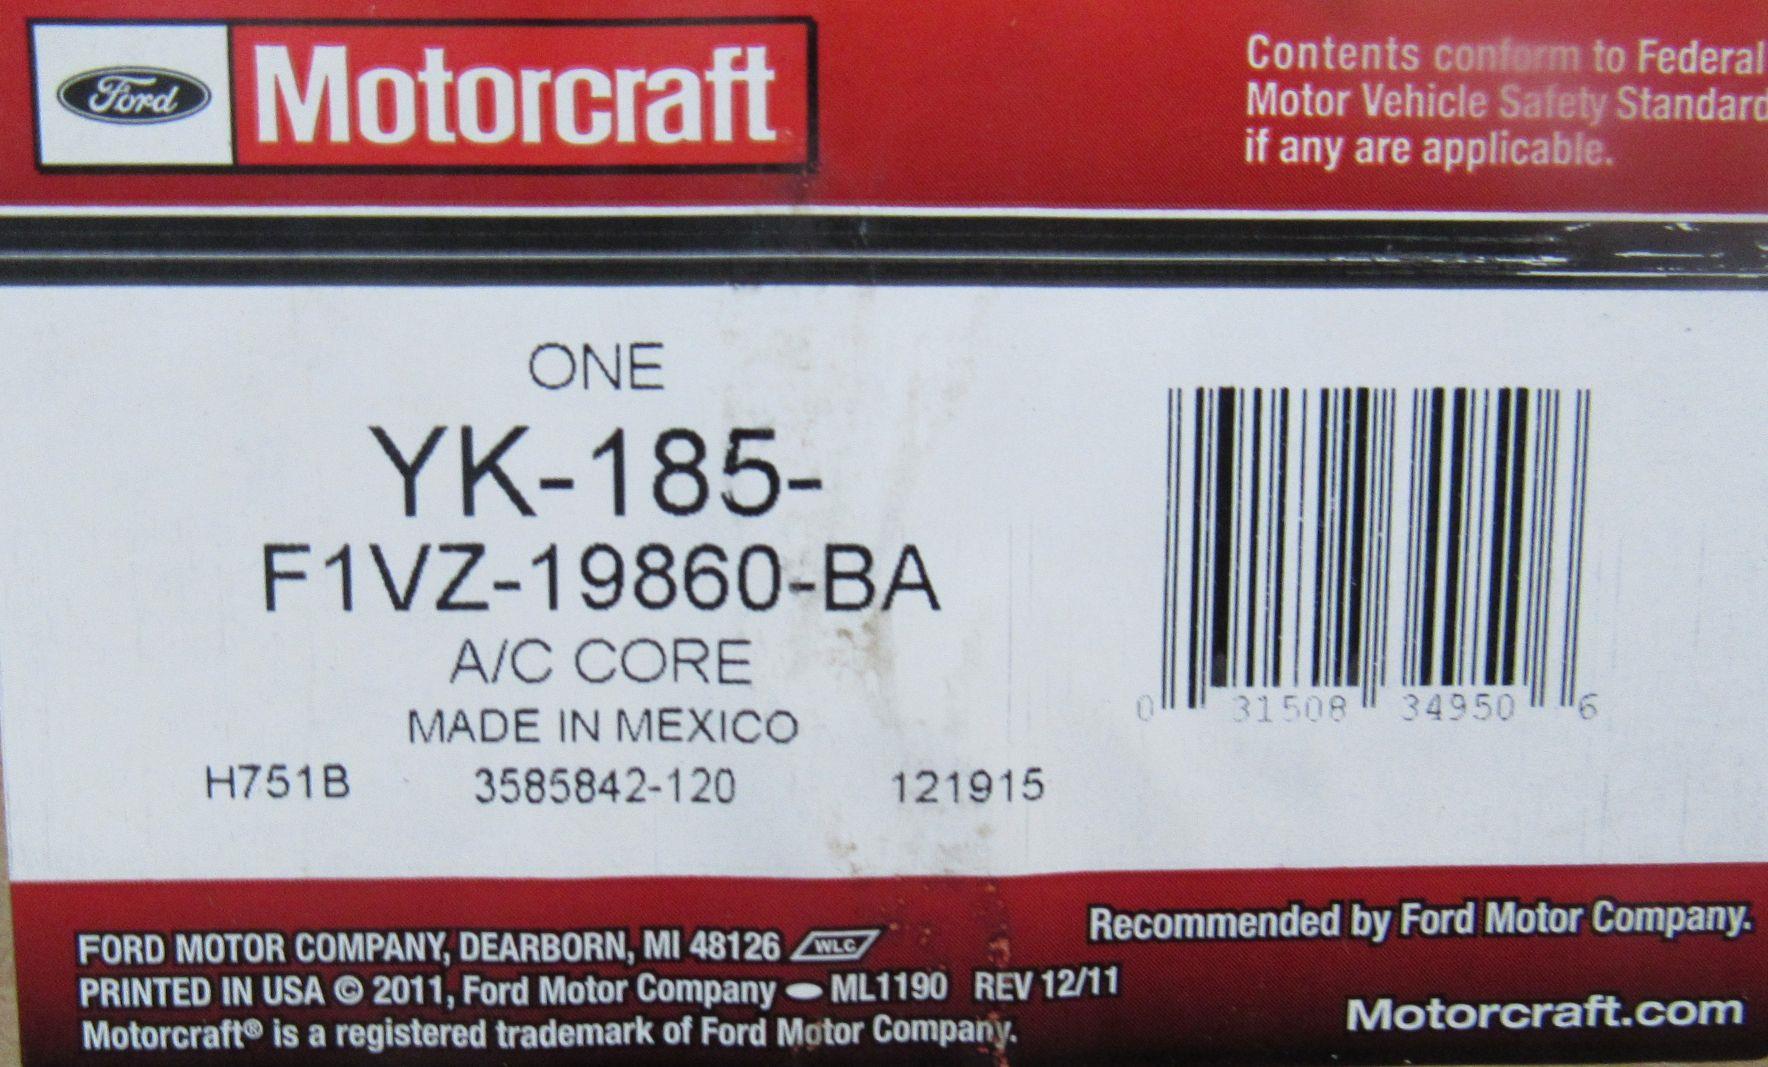 Ford Motorcraft
Contents conform to Federal
Motor Vehicle Safety Standard
if any are applicable.
ONE
YK-185-
F1VZ-19860-BA
A/C CORE
MADE IN MEXICO
H751B 3585842-120 121915
0 31508 34950 6
FORD MOTOR COMPANY, DEARBORN, MI 48126 WLC
PRINTED IN USA © 2011, Ford Motor Company ML1190 REV 12/11
Motorcraft® is a registered trademark of Ford Motor Company.
Recommended by Ford Motor Company.
Motorcraft.com